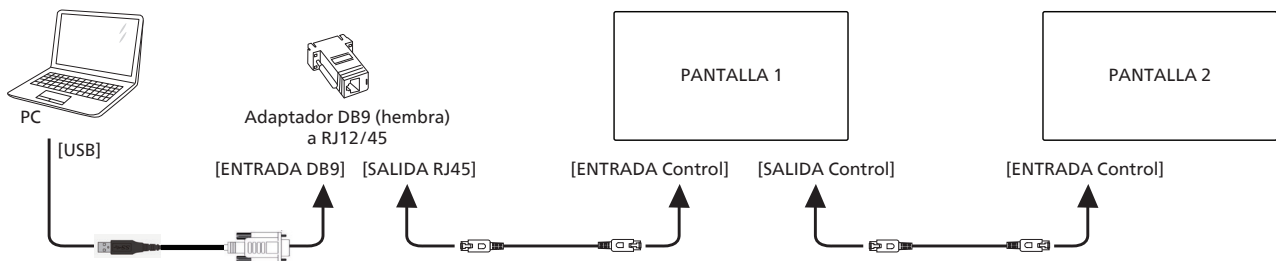 PANTALLA 1
PANTALLA 2
PC
Adaptador DB9 (hembra)
a RJ12/45
[USB]
[ENTRADA DB9]
[SALIDA RJ45]
[ENTRADA Control]
[SALIDA Control]
[ENTRADA Control]